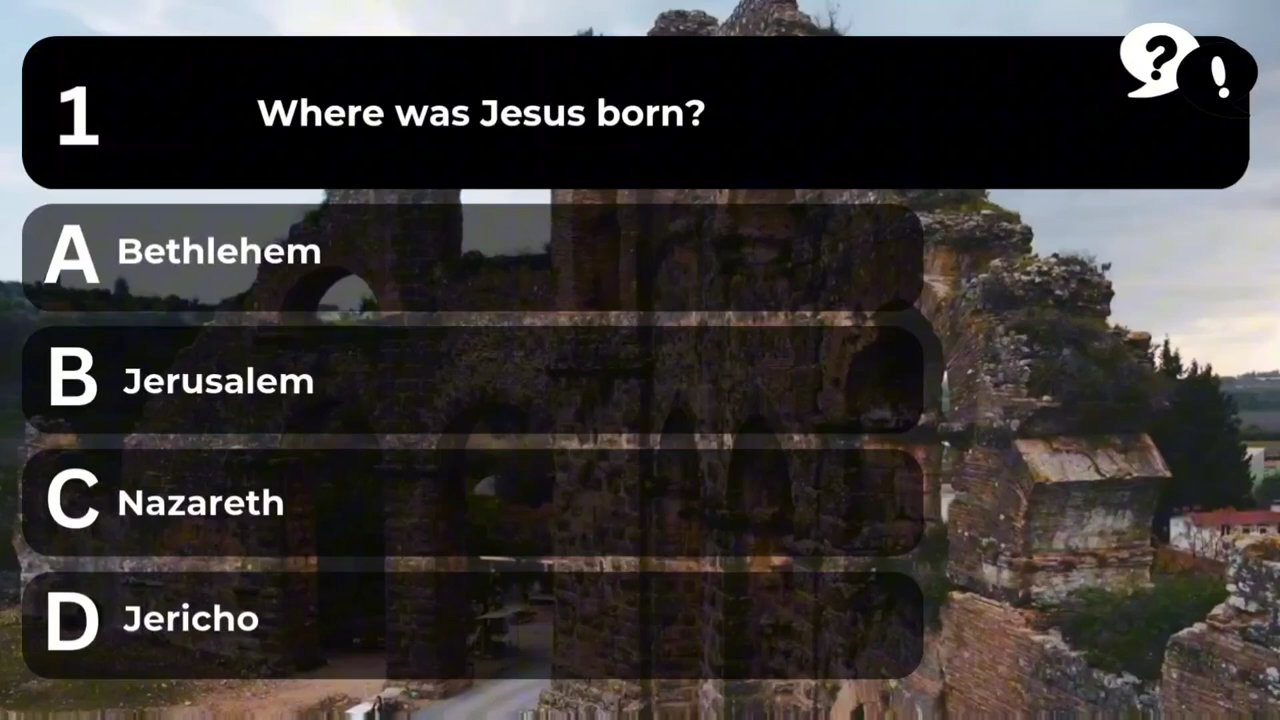 1 Where was Jesus born?
A Bethlehem
B Jerusalem
C Nazareth
D Jericho